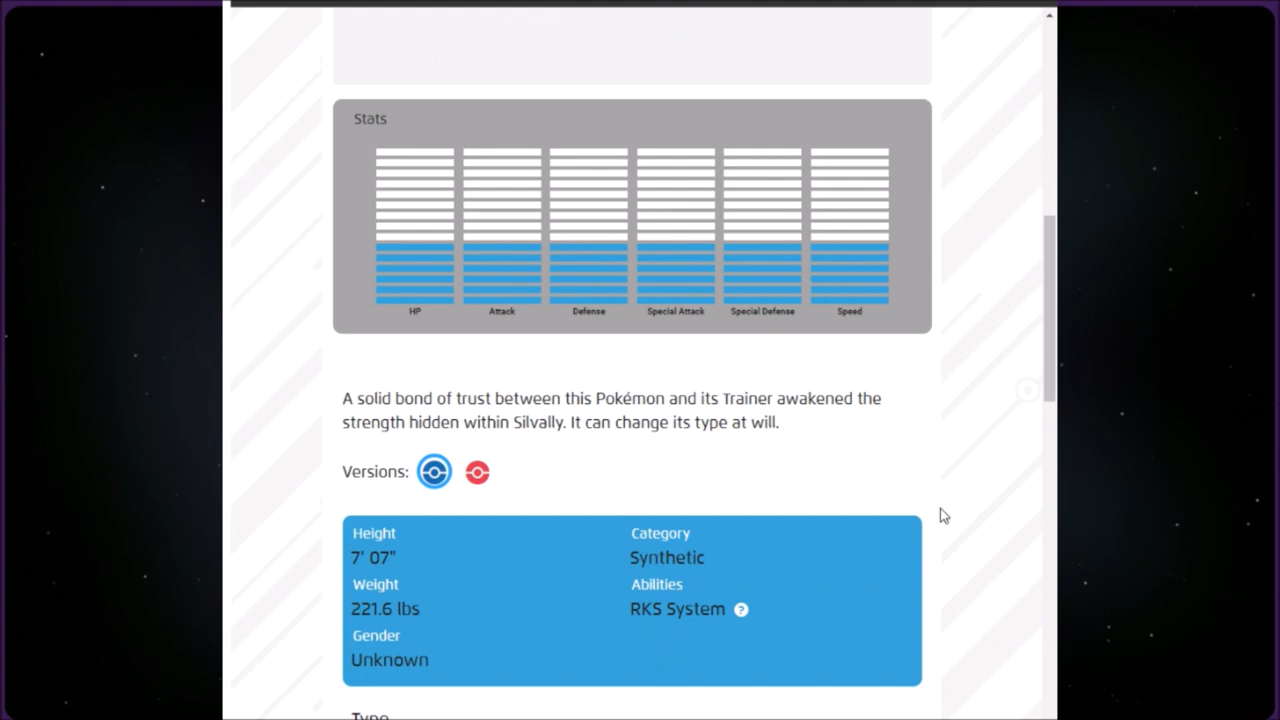 Stats
HP Attack Defense Special Attack Special Defense Speed
A solid bond of trust between this Pokémon and its Trainer awakened the
strength hidden within Silvally. It can change its type at will.
Versions:
Height
7' 07"
Weight
221.6 lbs
Gender
Unknown
Category
Synthetic
Abilities
RKS System ?
Type